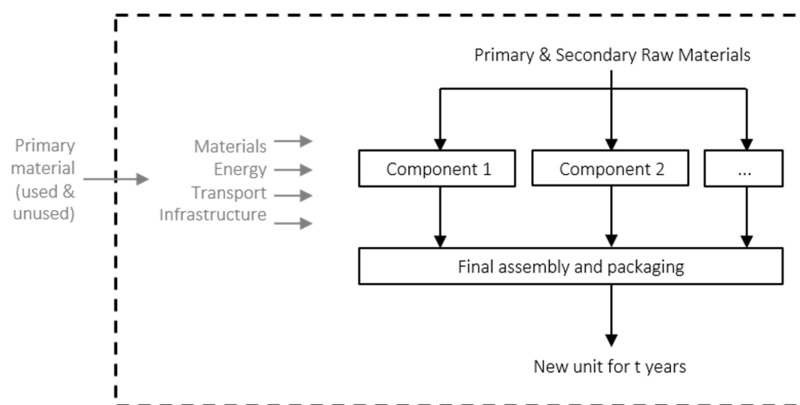 Primary & Secondary Raw Materials
Primary
material
(used &
unused)
Materials
Energy
Transport
Infrastructure
Component 1
Component 2
...
Final assembly and packaging
New unit for t years